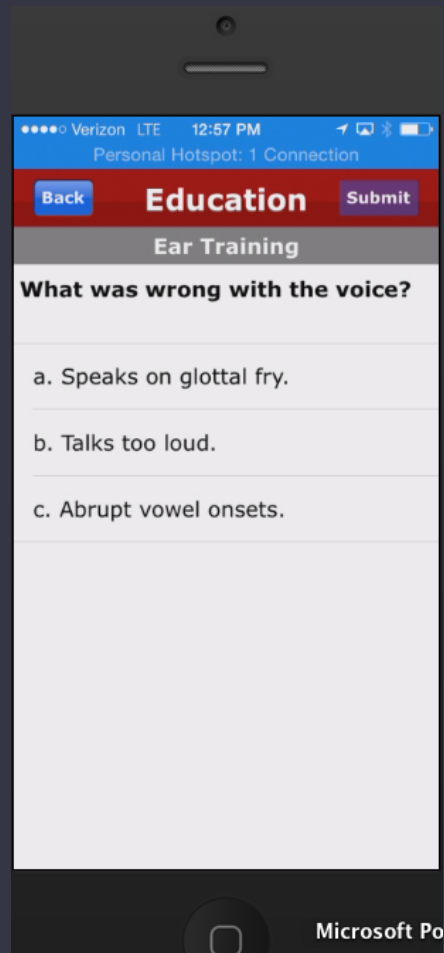 Verizon LTE 12:57 PM
Personal Hotspot: 1 Connection
Back Education Submit
Ear Training
What was wrong with the voice?
a. Speaks on glottal fry.
b. Talks too loud.
c. Abrupt vowel onsets.
Microsoft Po